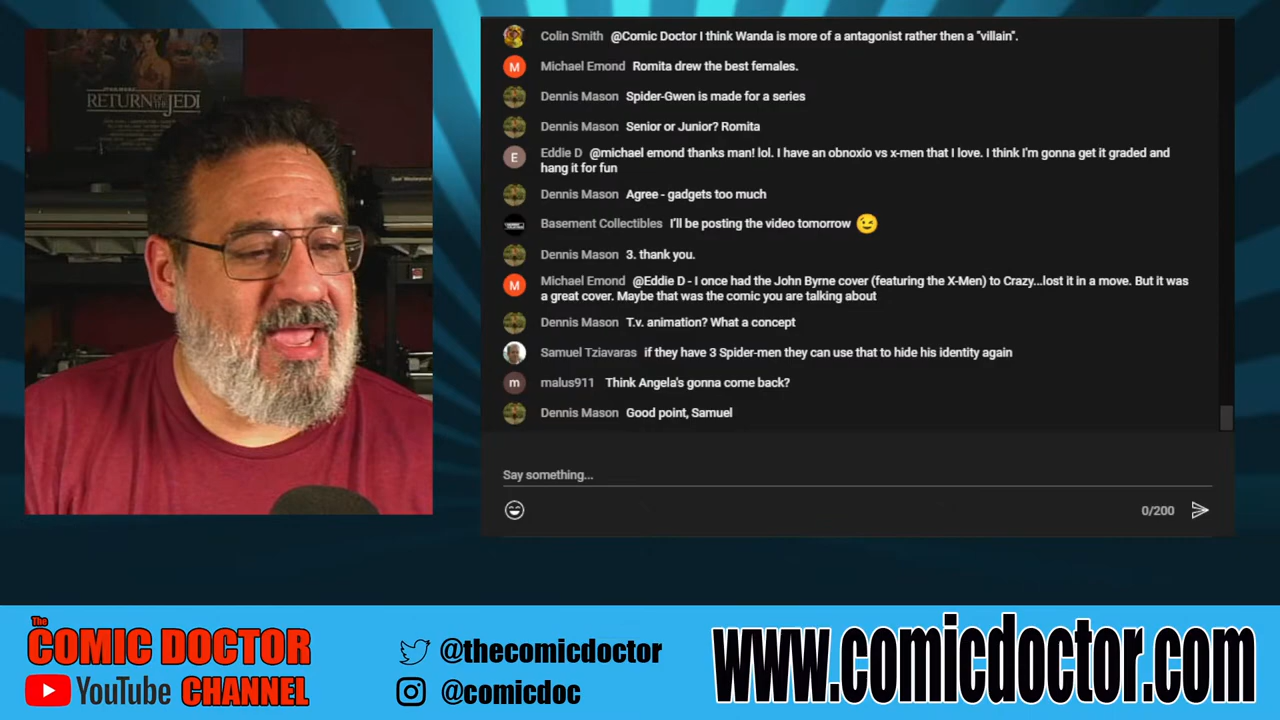 RETURN OF THE JEDI
Colin Smith @Comic Doctor I think Wanda is more of a antagonist rather then a "villain".
M Michael Emond Romita drew the best females.
Dennis Mason Spider-Gwen is made for a series
Dennis Mason Senior or Junior? Romita
E Eddie D @michael emond thanks man! lol. I have an obnoxio vs x-men that I love. I think I'm gonna get it graded and
hang it for fun
Dennis Mason Agree - gadgets too much
Basement Collectibles I'll be posting the video tomorrow 😉
Dennis Mason 3. thank you.
M Michael Emond @Eddie D - I once had the John Byrne cover (featuring the X-Men) to Crazy...lost it in a move. But it was
a great cover. Maybe that was the comic you are talking about
Dennis Mason T.v. animation? What a concept
Samuel Tziavaras if they have 3 Spider-men they can use that to hide his identity again
m malus911 Think Angela's gonna come back?
Dennis Mason Good point, Samuel
Say something...
0/200
The
COMIC DOCTOR
YouTube CHANNEL
@thecomicdoctor
@comicdoc
www.comicdoctor.com